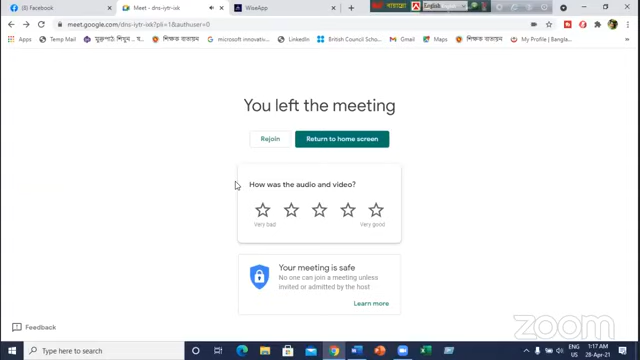 (8) Facebook
Meet - dns-iytr-ixk
WiseApp
English
meet.google.com/dns-iytr-ixk?pli=1&authuser=0
Apps
Temp Mail
মুক্তপাঠ: শিখুন .. য..
শিক্ষক বাতায়ন
microsoft innovativ...
LinkedIn
British Council Scho...
Gmail
Maps
শিক্ষক বাতায়ন
My Profile | Bangla...
You left the meeting
Rejoin
Return to home screen
How was the audio and video?
Very bad
Very good
Your meeting is safe
No one can join a meeting unless
invited or admitted by the host
Learn more
Feedback
zoom
Type here to search
ENG
US
1:17 AM
28-Apr-21